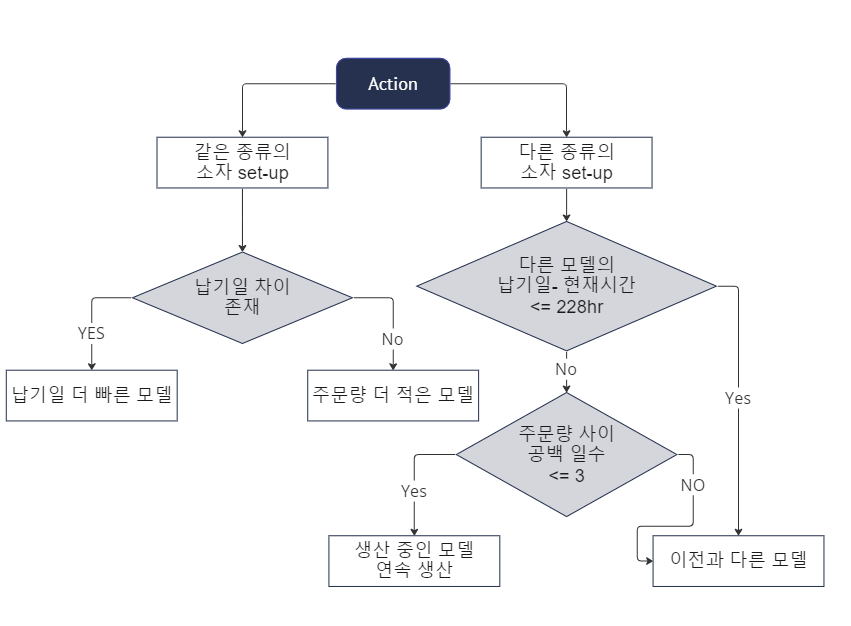 Action
같은 종류의
소자 set-up
다른 종류의
소자 set-up
납기일 차이
존재
다른 모델의
납기일- 현재시간
<= 228hr
YES
No
납기일 더 빠른 모델
주문량 더 적은 모델
No
Yes
주문량 사이
공백 일수
<= 3
Yes
NO
생산 중인 모델
연속 생산
이전과 다른 모델